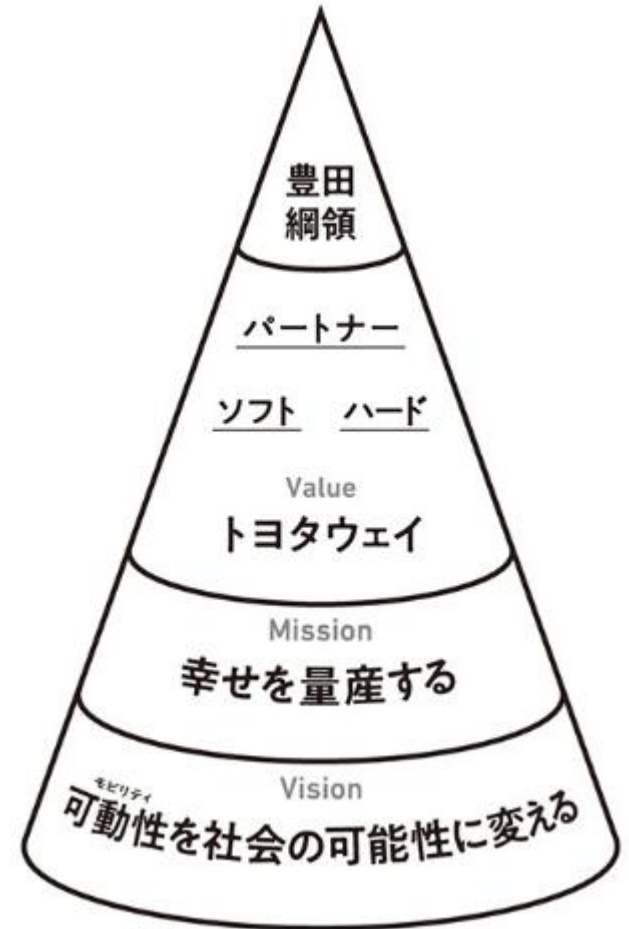 豊田
綱領
パートナー
ソフト ハード
Value
トヨタウェイ
Mission
幸せを量産する
Vision
モビリティ
可動性を社会の可能性に変える